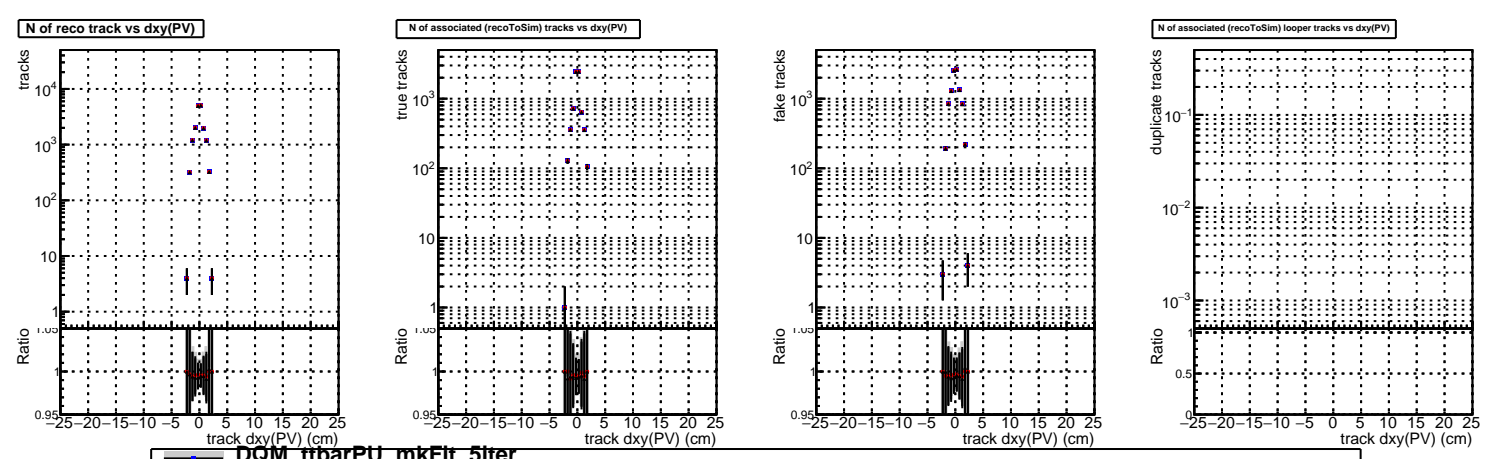 N of reco track vs dxy(PV)
N of associated (recoToSim) tracks vs dxy(PV)
N of associated (recoToSim) looper tracks vs dxy(PV)
tracks
10⁴
10³
10²
10
1
Ratio
1.05
1
0.95
−25 −20 −15 −10 −5 0 5 10 15 20 25
track dxy(PV) (cm)
true tracks
10³
10²
10
1
Ratio
1.05
1
0.95
−25 −20 −15 −10 −5 0 5 10 15 20 25
track dxy(PV) (cm)
fake tracks
10³
10²
10
1
Ratio
1.05
1
0.95
−25 −20 −15 −10 −5 0 5 10 15 20 25
track dxy(PV) (cm)
duplicate tracks
10⁻¹
10⁻²
10⁻³
Ratio
1
0.5
0
−25 −20 −15 −10 −5 0 5 10 15 20 25
track dxy(PV) (cm)
DQM_ttbarPU_mkFit_5iter